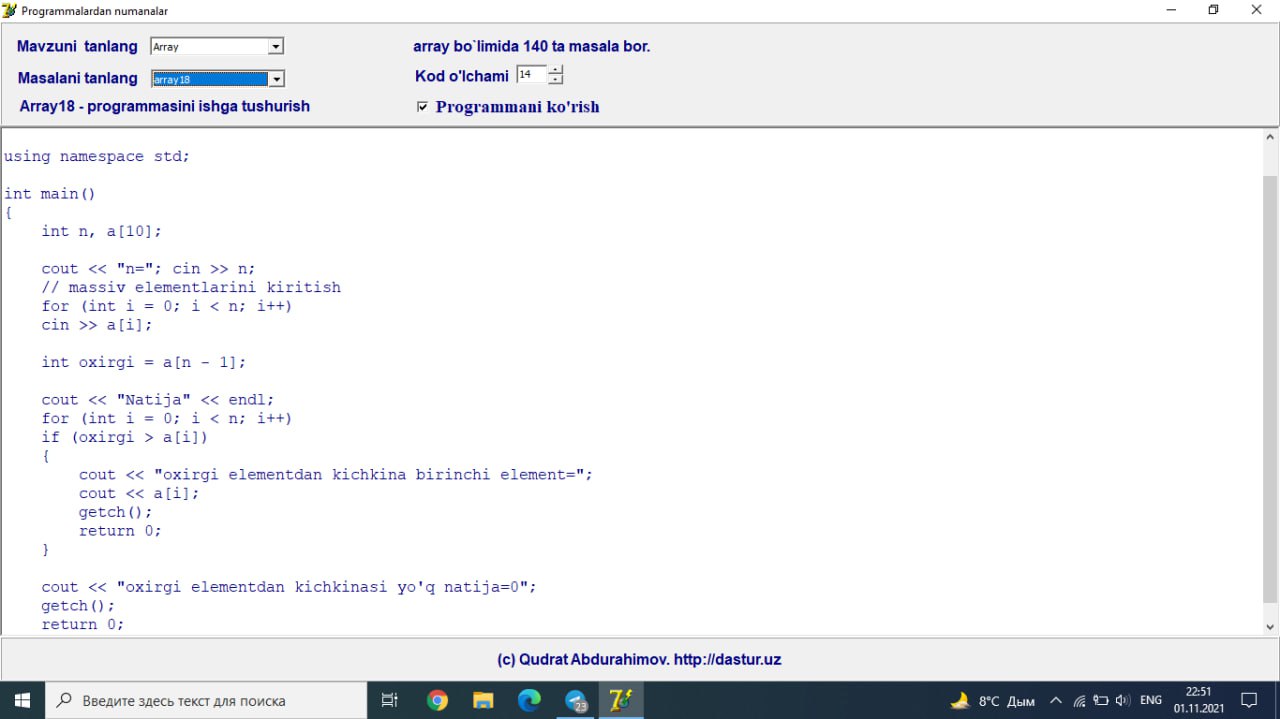 Programmalardan numanalar
Mavzuni tanlang Array array bo`limida 140 ta masala bor.
Masalani tanlang array18 Kod o'lchami 14
Array18 - programmasini ishga tushurish Programmani ko'rish
using namespace std;
int main()
{
int n, a[10];
cout << "n="; cin >> n;
// massiv elementlarini kiritish
for (int i = 0; i < n; i++)
cin >> a[i];
int oxirgi = a[n - 1];
cout << "Natija" << endl;
for (int i = 0; i < n; i++)
if (oxirgi > a[i])
{
cout << "oxirgi elementdan kichkina birinchi element=";
cout << a[i];
getch();
return 0;
}
cout << "oxirgi elementdan kichkinasi yo'q natija=0";
getch();
return 0;
(c) Qudrat Abdurahimov. http://dastur.uz
Введите здесь текст для поиска 23 8°C Дым ENG 22:51
01.11.2021